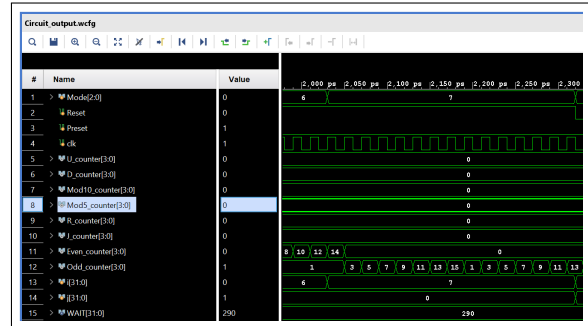 Circuit_output.wcfg
# Name Value
2,000 ps 2,050 ps 2,100 ps 2,150 ps 2,200 ps 2,250 ps 2,300
1 Mode[2:0] 0 6 7
2 Reset 0
3 Preset 1
4 clk 1
5 U_counter[3:0] 0 0
6 D_counter[3:0] 0 0
7 Mod10_counter[3:0] 0 0
8 Mod5_counter[3:0] 0 0
9 R_counter[3:0] 0 0
10 J_counter[3:0] 0 0
11 Even_counter[3:0] 0 8 10 12 14 0
12 Odd_counter[3:0] 1 1 3 5 7 9 11 13 15 1 3 5 7 9 11 13
13 i[31:0] 0 6 7
14 j[31:0] 1 0
15 WAIT[31:0] 290 290